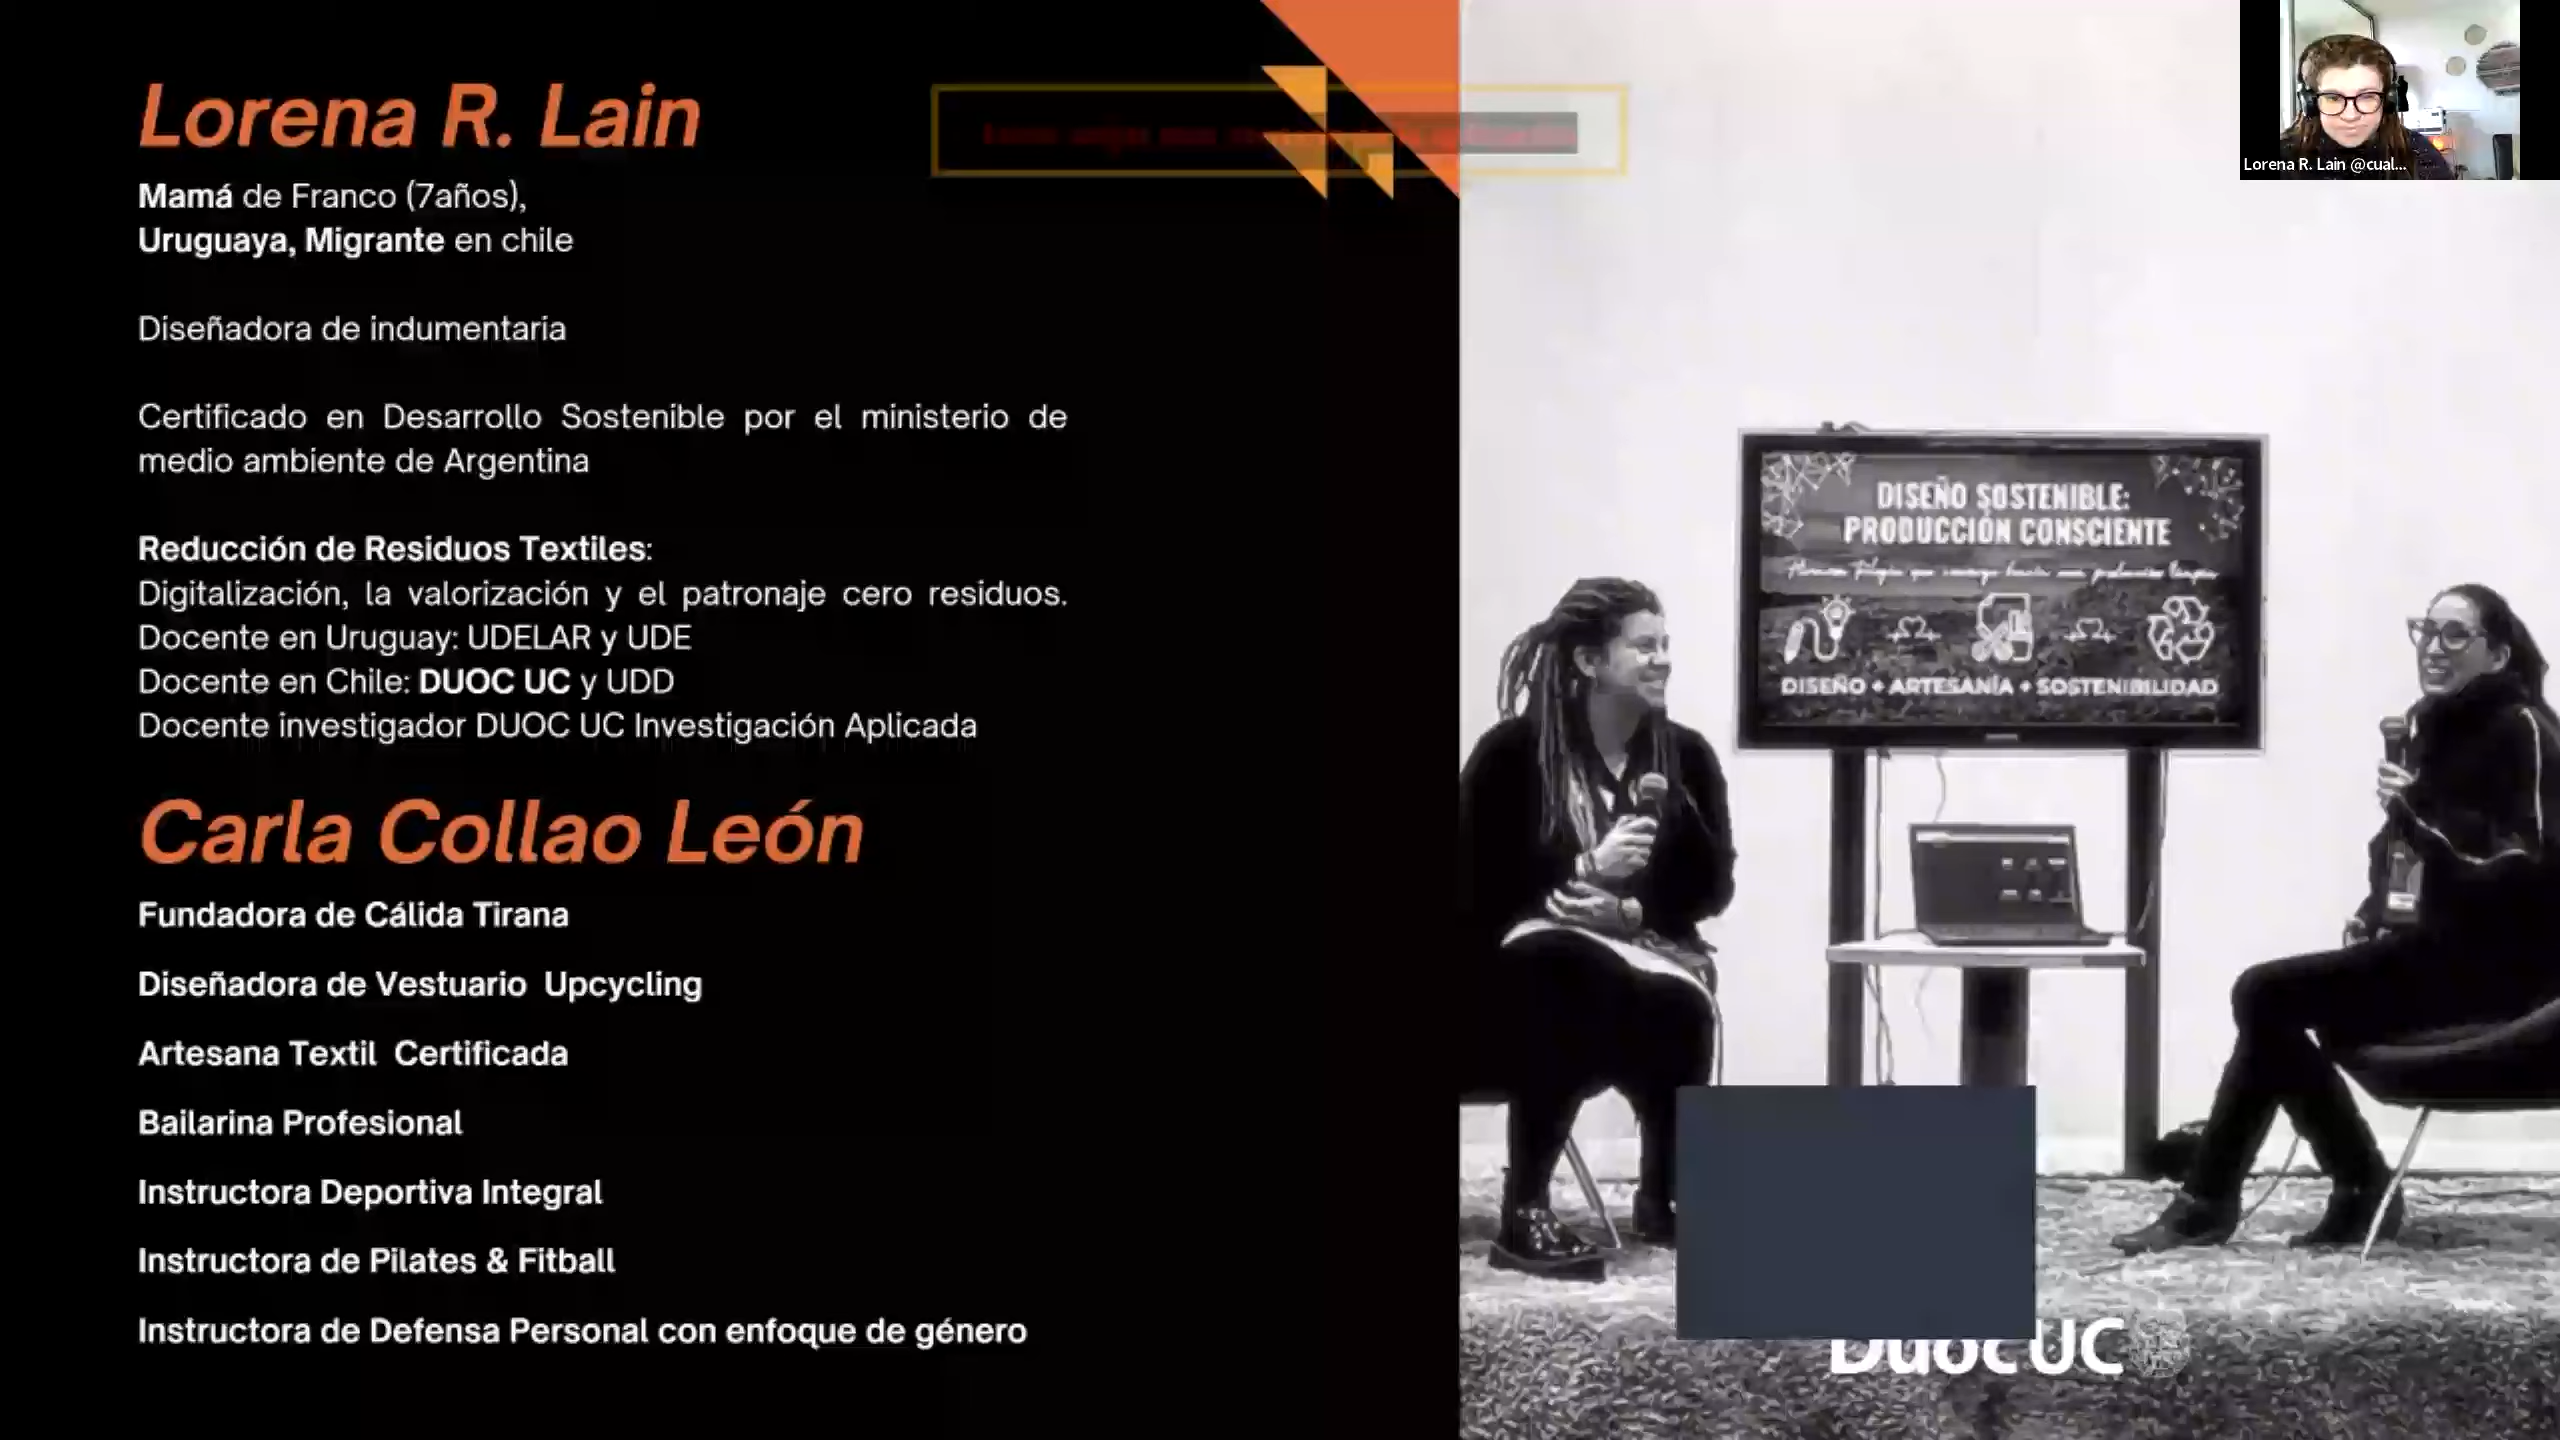 Lorena R. Lain
Mamá de Franco (7años),
Uruguaya, Migrante en chile
Diseñadora de indumentaria
Certificado en Desarrollo Sostenible por el ministerio de
medio ambiente de Argentina
Reducción de Residuos Textiles:
Digitalización, la valorización y el patronaje cero residuos.
Docente en Uruguay: UDELAR y UDE
Docente en Chile: DUOC UC y UDD
Docente investigador DUOC UC Investigación Aplicada
Carla Collao León
Fundadora de Cálida Tirana
Diseñadora de Vestuario  Upcycling
Artesana Textil  Certificada
Bailarina Profesional
Instructora Deportiva Integral
Instructora de Pilates & Fitball
Instructora de Defensa Personal con enfoque de género
Lorena R. Lain @cual...
DISEÑO SOSTENIBLE:
PRODUCCIÓN CONSCIENTE
DISEÑO + ARTESANÍA + SOSTENIBILIDAD
Duoc UC